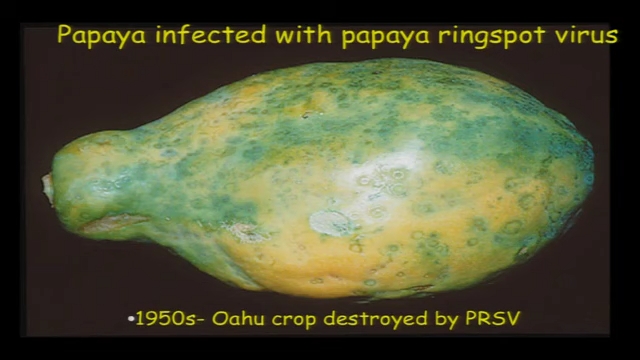 Papaya infected with papaya ringspot virus
•1950s- Oahu crop destroyed by PRSV